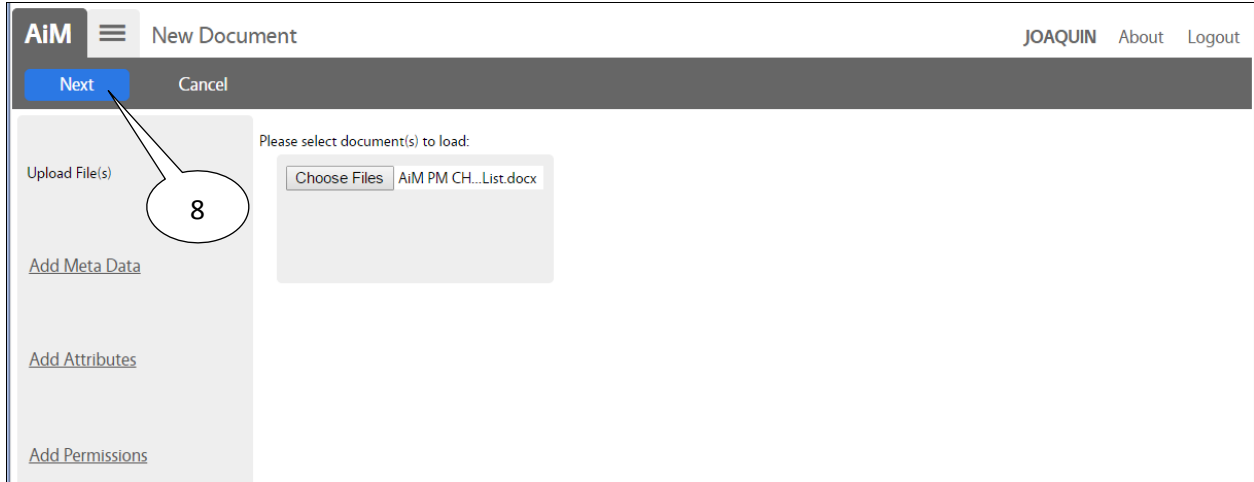 AiM New Document JOAQUIN About Logout
Next Cancel
Please select document(s) to load:
Upload File(s)
Choose Files AiM PM CH...List.docx
8
Add Meta Data
Add Attributes
Add Permissions